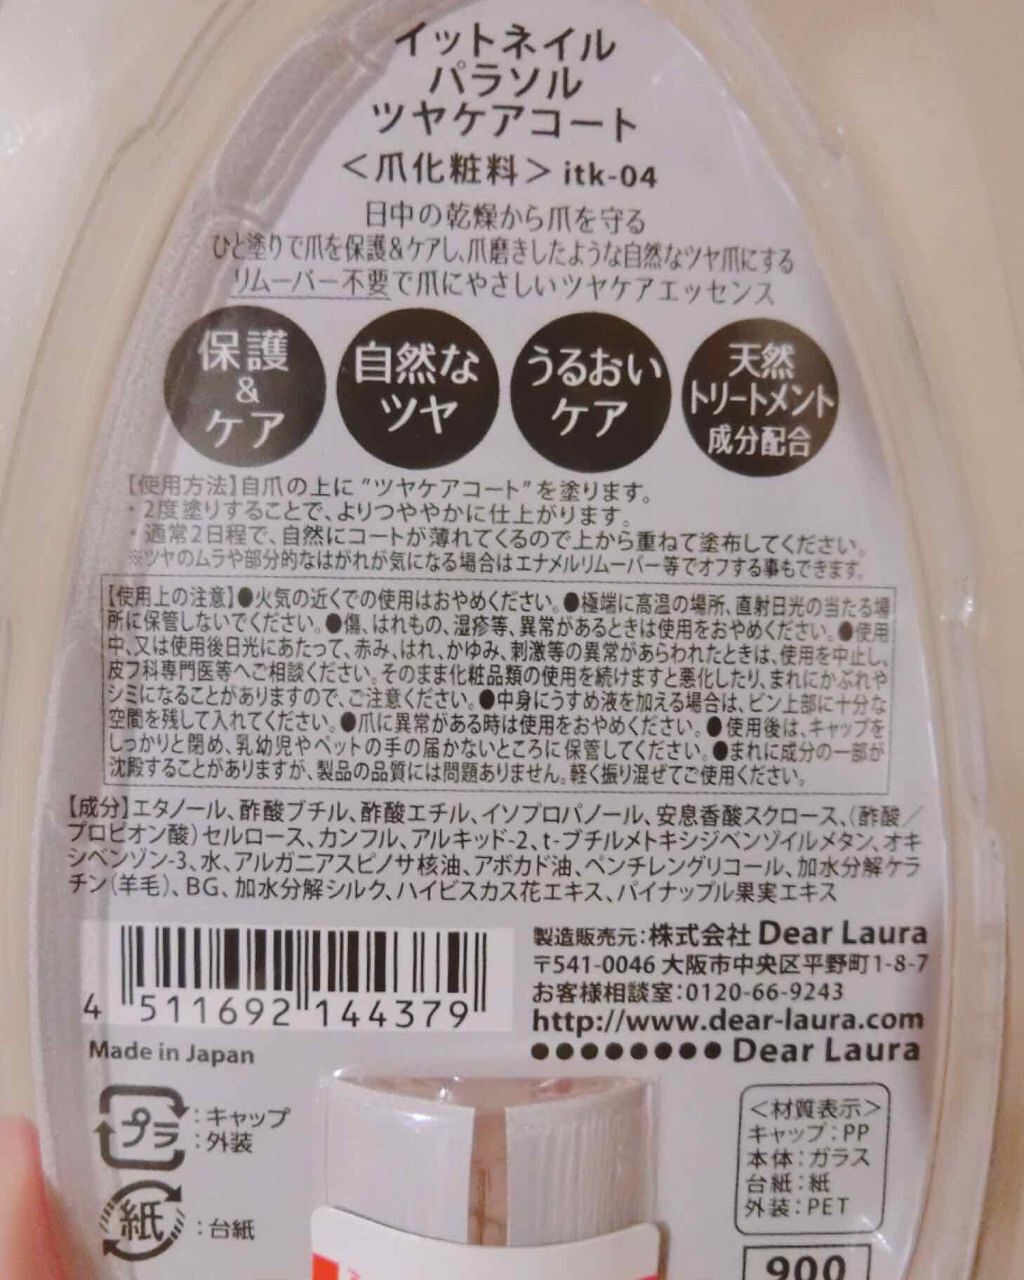 イットネイル
パラソル
ツヤケアコート
＜爪化粧料＞ itk-04
日中の乾燥から爪を守る
ひと塗りで爪を保護&ケアし、爪磨きしたような自然なツヤ爪にする
リムーバー不要で爪にやさしいツヤケアエッセンス
保護
&
ケア
自然な
ツヤ
うるおい
ケア
天然
トリートメント
成分配合
【使用方法】自爪の上に"ツヤケアコート"を塗ります。
・2度塗りすることで、よりつややかに仕上がります。
・通常2日程で、自然にコートが薄れてくるので上から重ねて塗布してください。
※ツヤのムラや部分的なはがれが気になる場合はエナメルリムーバー等でオフする事もできます。
【使用上の注意】●火気の近くでの使用はおやめください。●極端に高温の場所、直射日光の当たる場
所に保管しないでください。●傷、はれもの、湿疹等、異常があるときは使用をおやめください。●使用
中、又は使用後日光にあたって、赤み、はれ、かゆみ、刺激等の異常があらわれたときは、使用を中止し、
皮フ科専門医等へご相談ください。そのまま化粧品類の使用を続けますと悪化したり、まれにかぶれや
シミになることがありますので、ご注意ください。●中身にうすめ液を加える場合は、ビン上部に十分な
空間を残して入れてください。●爪に異常がある時は使用をおやめください。●使用後は、キャップを
しっかりと閉め、乳幼児やペットの手の届かないところに保管してください。●まれに成分の一部が
沈殿することがありますが、製品の品質には問題ありません。軽く振り混ぜてご使用ください。
【成分】エタノール、酢酸ブチル、酢酸エチル、イソプロパノール、安息香酸スクロース、(酢酸／
プロピオン酸)セルロース、カンフル、アルキッド-2、t-ブチルメトキシジベンゾイルメタン、オキ
シベンゾン-3、水、アルガニアスピノサ核油、アボカド油、ペンチレングリコール、加水分解ケラ
チン(羊毛)、BG、加水分解シルク、ハイビスカス花エキス、パイナップル果実エキス
4 511692 144379
Made in Japan
製造販売元:株式会社 Dear Laura
〒541-0046 大阪市中央区平野町1-8-7
お客様相談室:0120-66-9243
http://www.dear-laura.com
●●●●●●●● Dear Laura
プラ
:キャップ
:外装
紙
:台紙
＜材質表示＞
キャップ:PP
本体:ガラス
台紙:紙
外装:PET
900